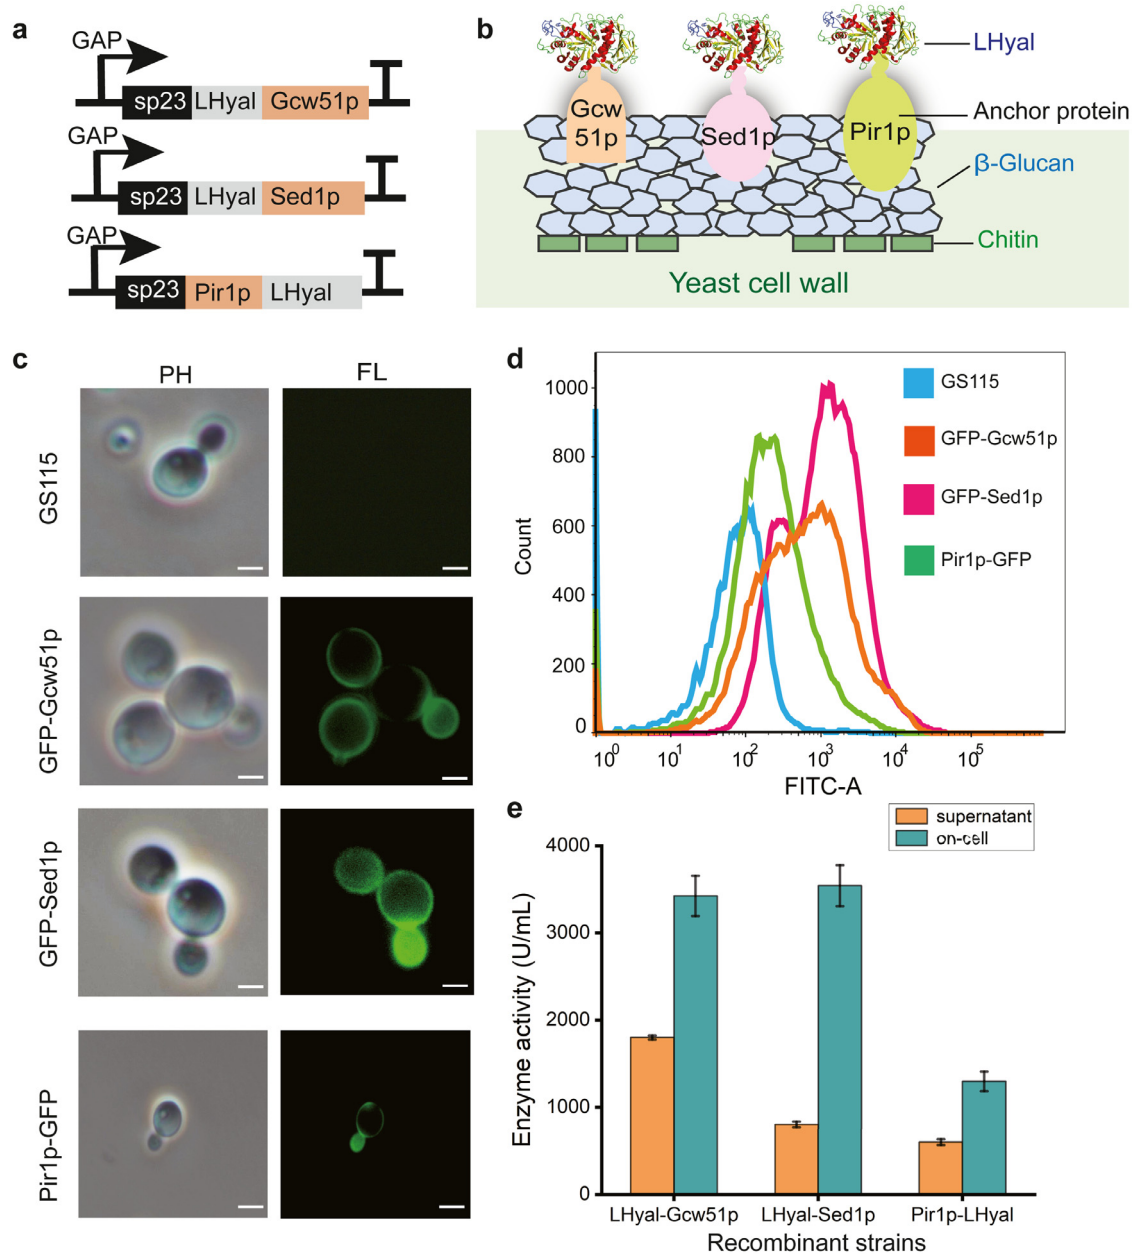 a
GAP
sp23 LHyal Gcw51p
GAP
sp23 LHyal Sed1p
GAP
sp23 Pir1p LHyal
b
LHyal
Gcw
51p
Sed1p
Pir1p
Anchor protein
β-Glucan
Chitin
Yeast cell wall
c
PH FL
GS115
GFP-Gcw51p
GFP-Sed1p
Pir1p-GFP
d
1000
800
600
400
200
0
Count
10⁰ 10¹ 10² 10³ 10⁴ 10⁵
FITC-A
GS115
GFP-Gcw51p
GFP-Sed1p
Pir1p-GFP
e
supernatant
on-cell
4000
3000
2000
1000
0
Enzyme activity (U/mL)
LHyal-Gcw51p LHyal-Sed1p Pir1p-LHyal
Recombinant strains